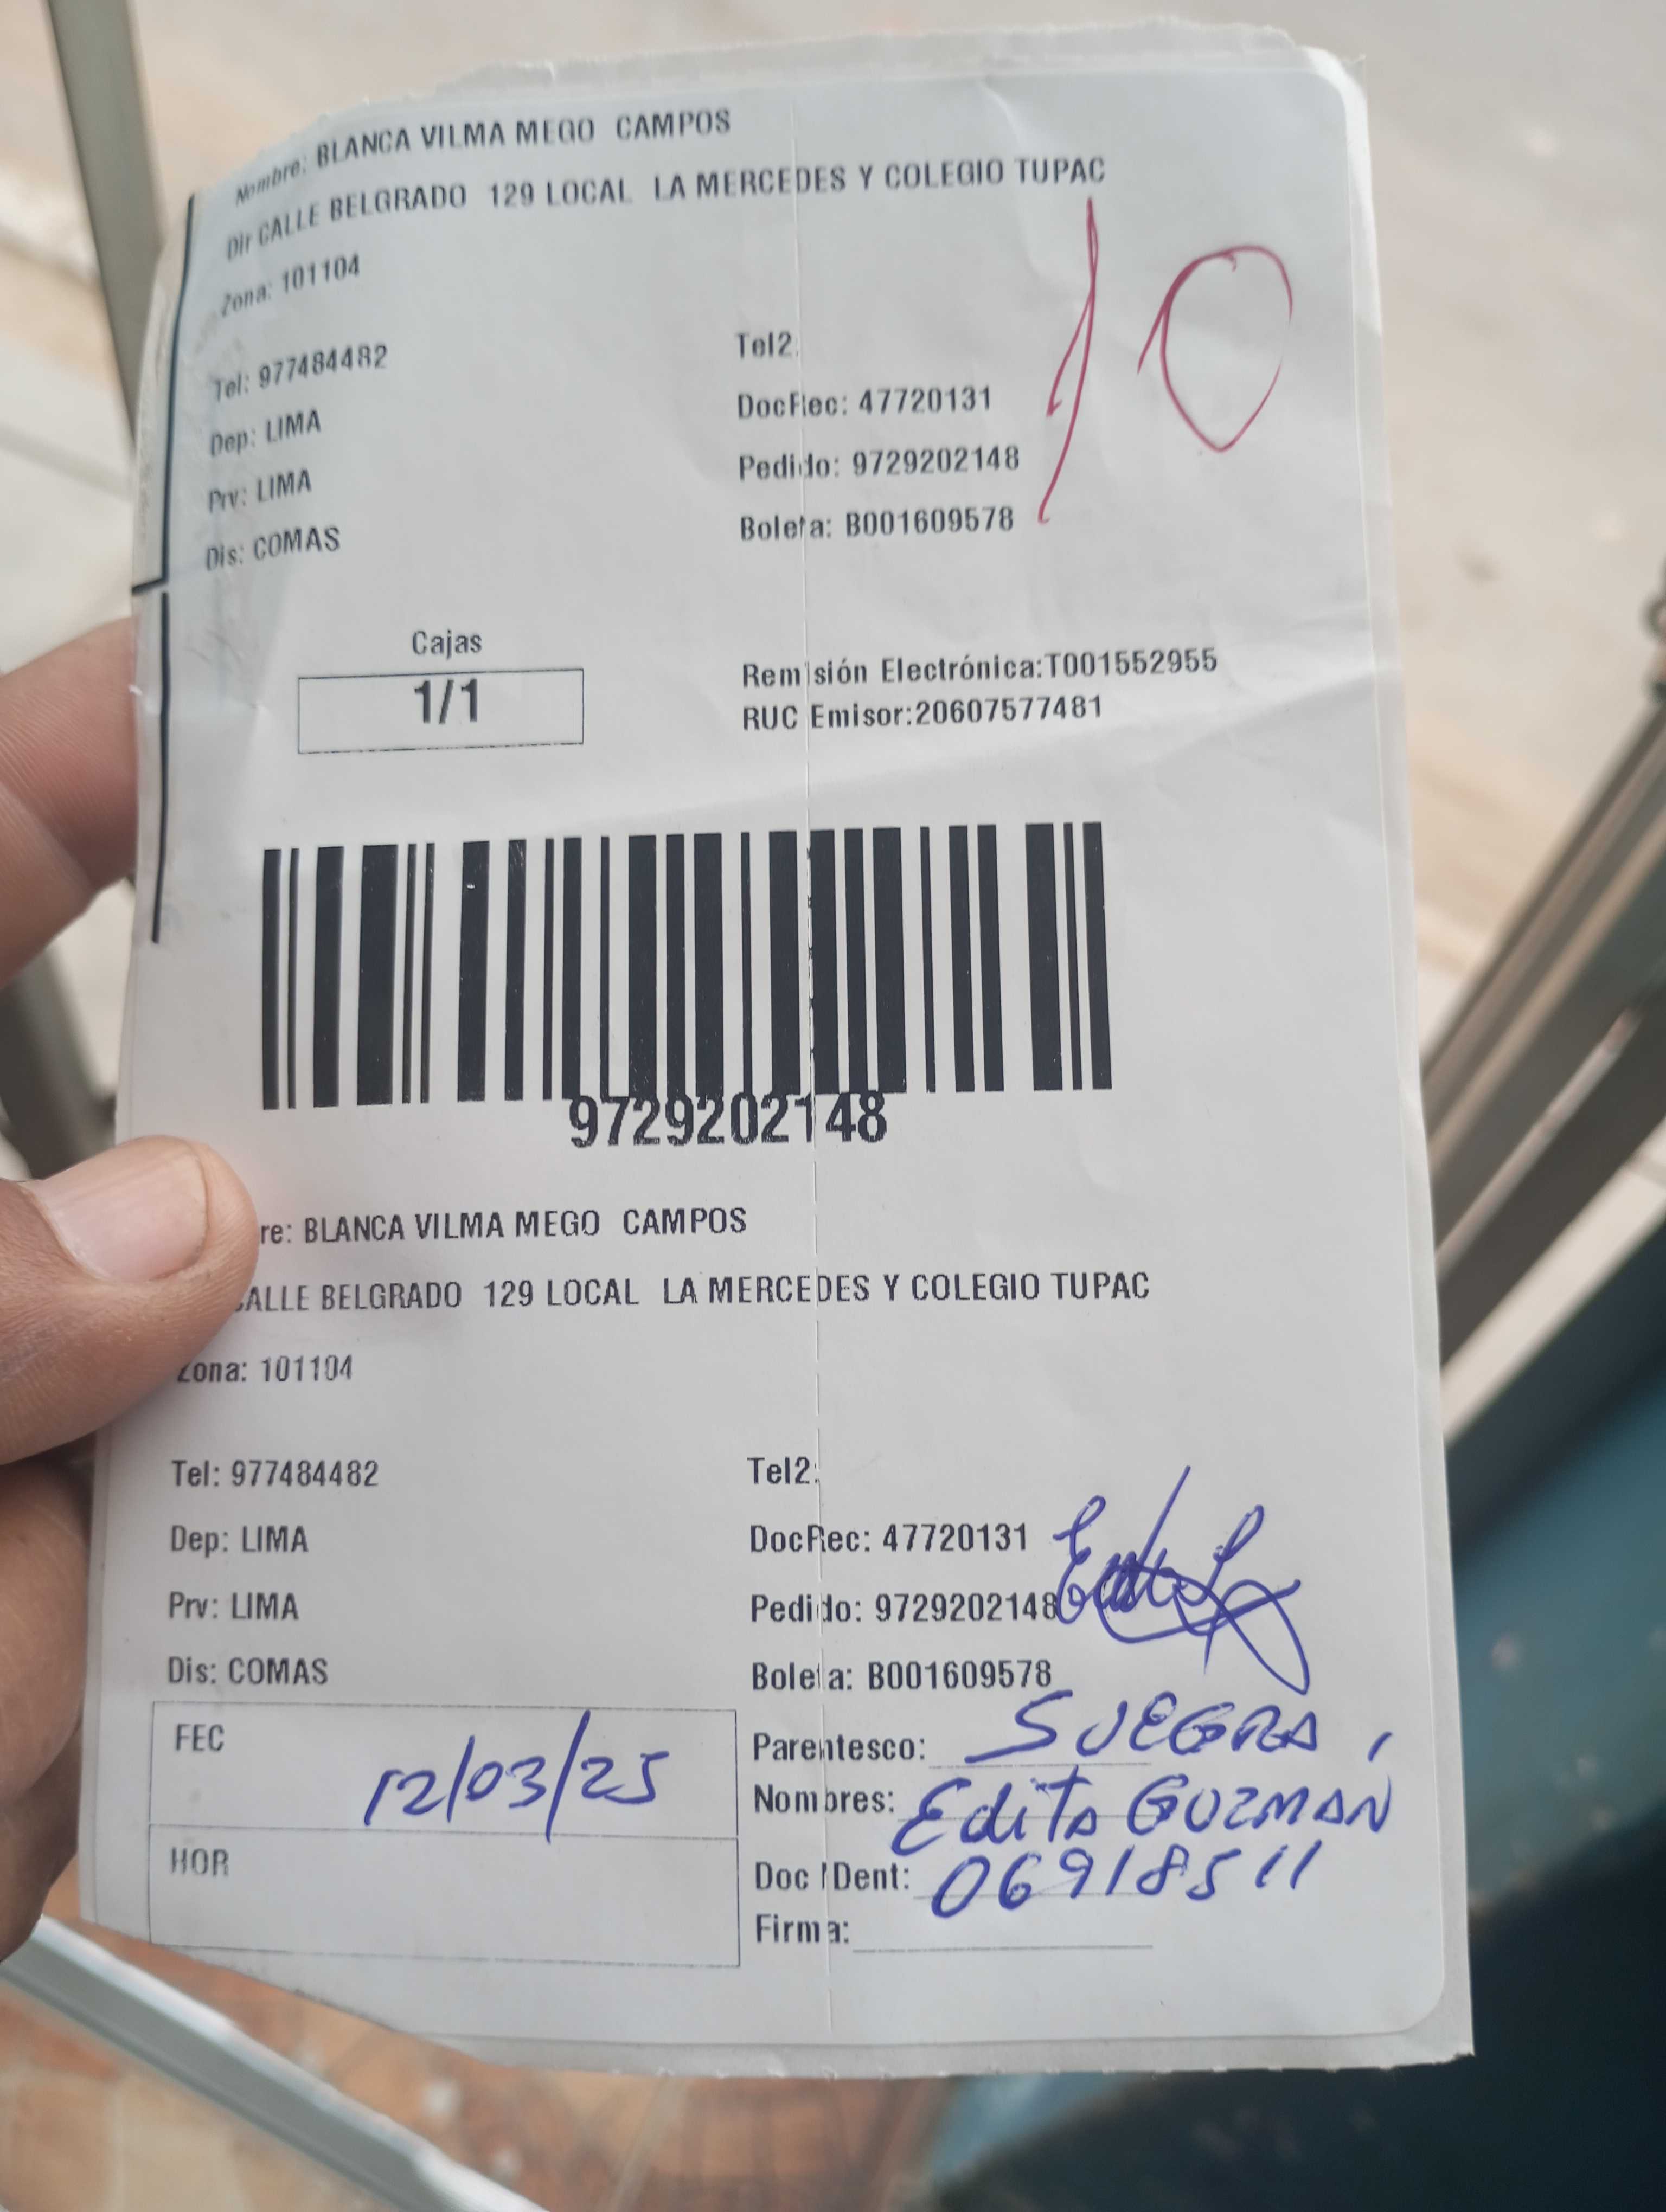 Nombre: BLANCA VILMA MEGO CAMPOS
Dir CALLE BELGRADO 129 LOCAL LA MERCEDES Y COLEGIO TUPAC
Zona: 101104
10
Tel: 977484482 Tel2:
Dep: LIMA DocRec: 47720131
Prv: LIMA Pedido: 9729202148
Dis: COMAS Boleta: B001609578
Cajas
1/1
Remisión Electrónica:T001552955
RUC Emisor:20607577481
9729202148
re: BLANCA VILMA MEGO CAMPOS
CALLE BELGRADO 129 LOCAL LA MERCEDES Y COLEGIO TUPAC
Zona: 101104
Tel: 977484482 Tel2:
Dep: LIMA DocRec: 47720131
Prv: LIMA Pedido: 9729202148
Dis: COMAS Boleta: B001609578
FEC 12/03/25
HOR
Parentesco: SUEGRA,
Nombres: Edita GUZMAN
Doc IDent: 06918511
Firma: